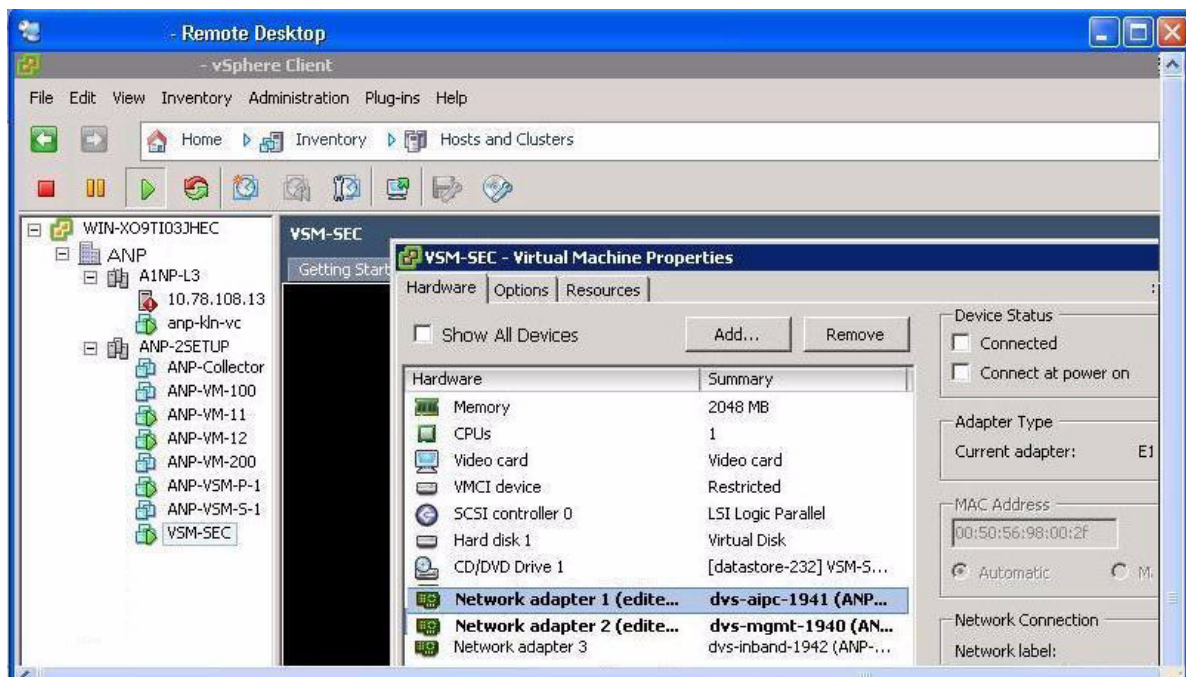 - Remote Desktop
- vSphere Client
File Edit View Inventory Administration Plug-ins Help
Home Inventory Hosts and Clusters
WIN-XO9TI03JHEC
ANP
A1NP-L3
10.78.108.13
anp-kln-vc
ANP-2SETUP
ANP-Collector
ANP-VM-100
ANP-VM-11
ANP-VM-12
ANP-VM-200
ANP-VSM-P-1
ANP-VSM-S-1
VSM-SEC
VSM-SEC
Getting Start
VSM-SEC - Virtual Machine Properties
Hardware Options Resources
Show All Devices Add... Remove
Hardware Summary
Memory 2048 MB
CPUs 1
Video card Video card
VMCI device Restricted
SCSI controller 0 LSI Logic Parallel
Hard disk 1 Virtual Disk
CD/DVD Drive 1 [datastore-232] VSM-S...
Network adapter 1 (edite... dvs-aipc-1941 (ANP...
Network adapter 2 (edite... dvs-mgmt-1940 (AN...
Network adapter 3 dvs-inband-1942 (ANP-...
Device Status
Connected
Connect at power on
Adapter Type
Current adapter: E1
MAC Address
00:50:56:98:00:2f
Automatic M
Network Connection
Network label: